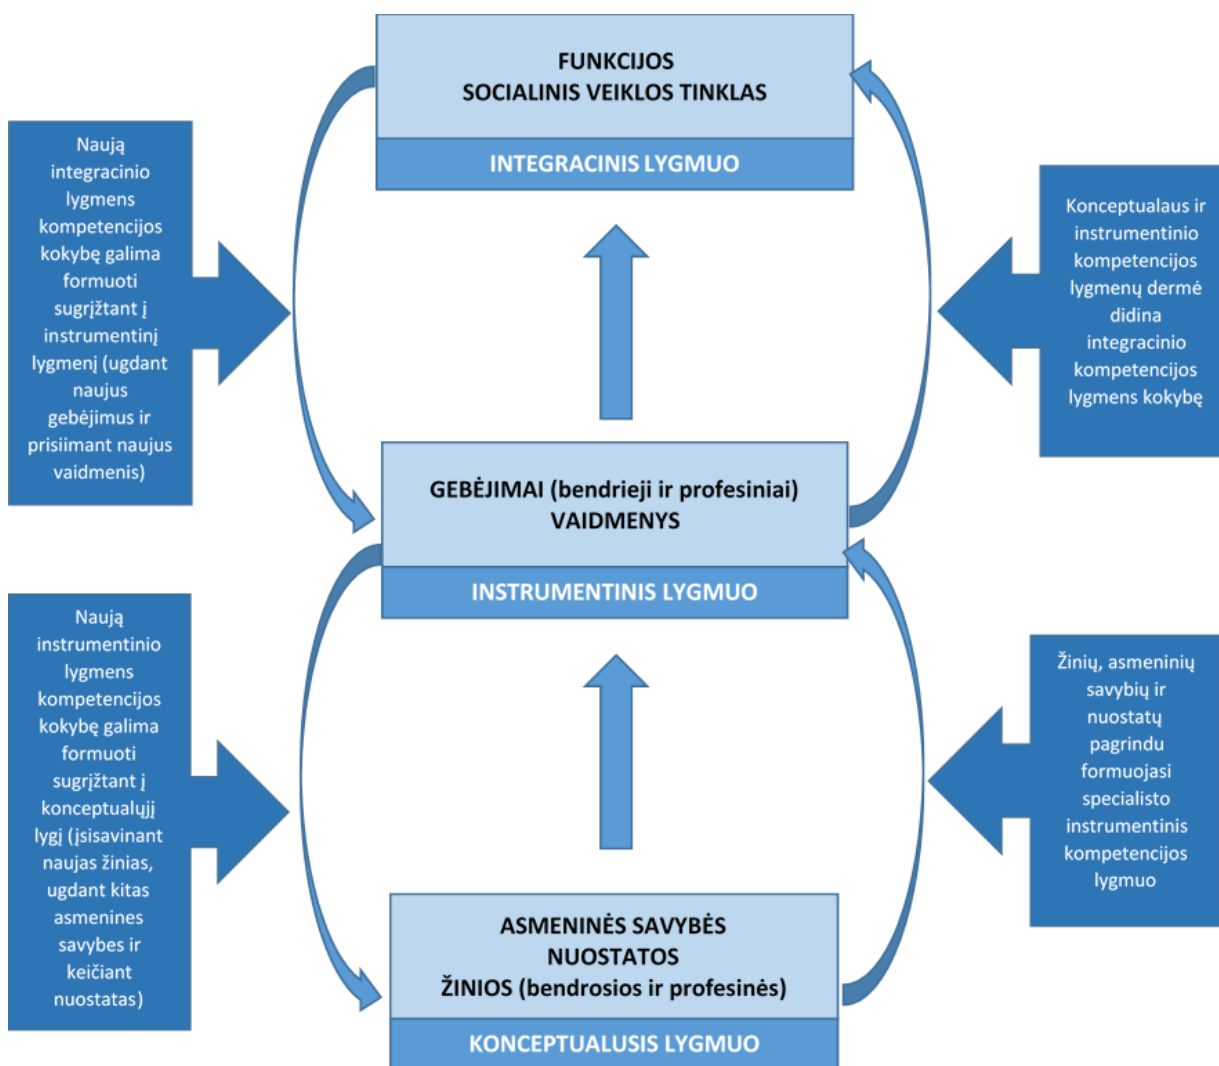 FUNKCIJOS
SOCIALINIS VEIKLOS TINKLAS
INTEGRACINIS LYGMUO
Naują
integracinio
lygmens
kompetencijos
kokybę galima
formuoti
sugrįžtant į
instrumentinį
lygmenį (ugdant
naujus
gebėjimus ir
prisiimant naujus
vaidmenis)
Konceptualaus ir
instrumentinio
kompetencijos
lygmenų dermė
didina
integracinio
kompetencijos
lygmens kokybę
GEBĖJIMAI (bendrieji ir profesiniai)
VAIDMENYS
INSTRUMENTINIS LYGMUO
Naują
instrumentinio
lygmens
kompetencijos
kokybę galima
formuoti
sugrįžtant į
konceptualųjį
lygį (įsisavinant
naujas žinias,
ugdant kitas
asmenines
savybes ir
keičiant
nuostatas)
Žinių, asmeninių
savybių ir
nuostatų
pagrindu
formuojasi
specialisto
instrumentinis
kompetencijos
lygmuo
ASMENINĖS SAVYBĖS
NUOSTATOS
ŽINIOS (bendrosios ir profesinės)
KONCEPTUALUSIS LYGMUO